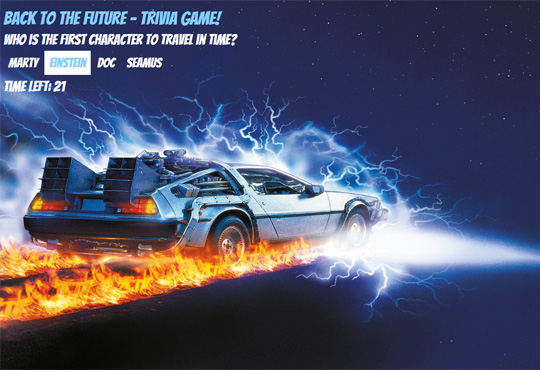 BACK TO THE FUTURE - TRIVIA GAME!
WHO IS THE FIRST CHARACTER TO TRAVEL IN TIME?
MARTY EINSTEIN DOC SEAMUS
TIME LEFT: 21